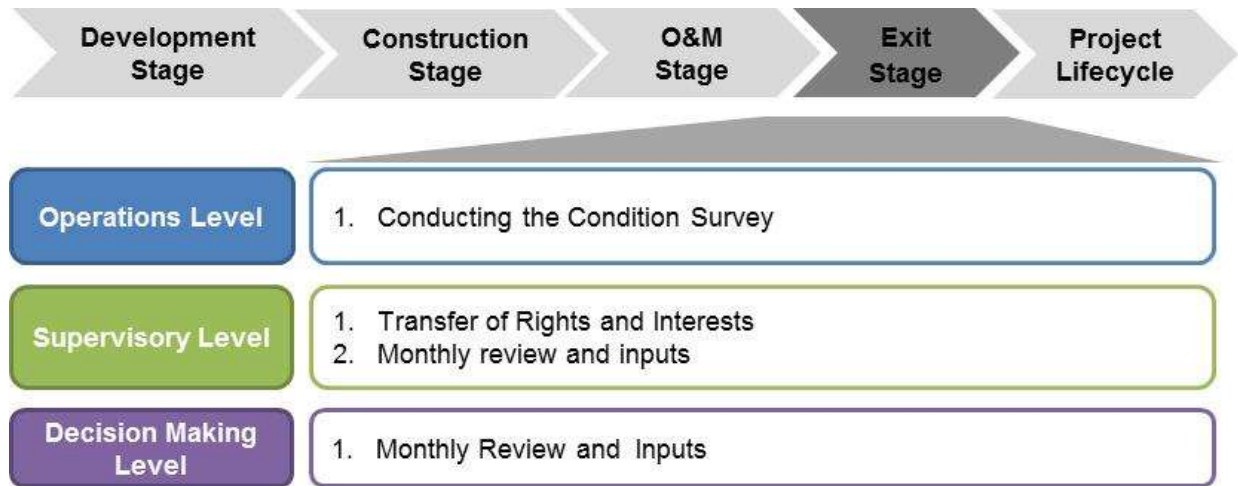 Development
Stage
Construction
Stage
O&M
Stage
Exit
Stage
Project
Lifecycle
Operations Level
1. Conducting the Condition Survey
Supervisory Level
1. Transfer of Rights and Interests
2. Monthly review and inputs
Decision Making
Level
1. Monthly Review and Inputs